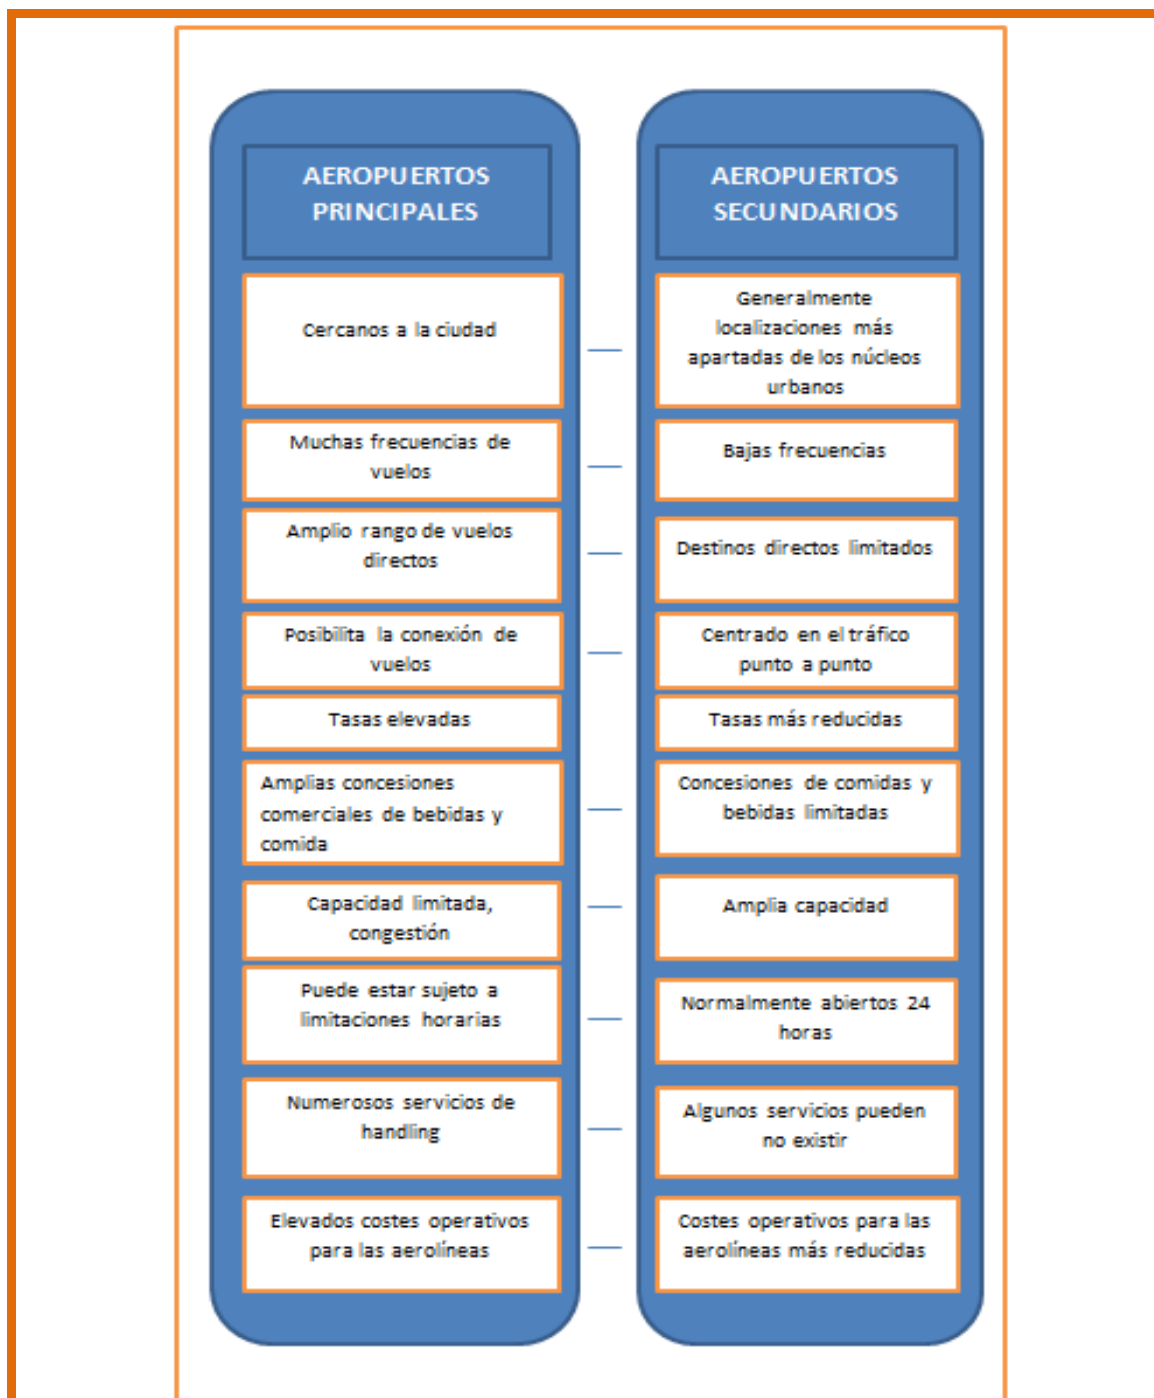 AEROPUERTOS
PRINCIPALES
AEROPUERTOS
SECUNDARIOS
Cercanos a la ciudad
Generalmente
localizaciones más
apartadas de los núcleos
urbanos
Muchas frecuencias de
vuelos
Bajas frecuencias
Amplio rango de vuelos
directos
Destinos directos limitados
Posibilita la conexión de
vuelos
Centrado en el tráfico
punto a punto
Tasas elevadas
Tasas más reducidas
Amplias concesiones
comerciales de bebidas y
comida
Concesiones de comidas y
bebidas limitadas
Capacidad limitada,
congestión
Amplia capacidad
Puede estar sujeto a
limitaciones horarias
Normalmente abiertos 24
horas
Numerosos servicios de
handling
Algunos servicios pueden
no existir
Elevados costes operativos
para las aerolíneas
Costes operativos para las
aerolíneas más reducidas